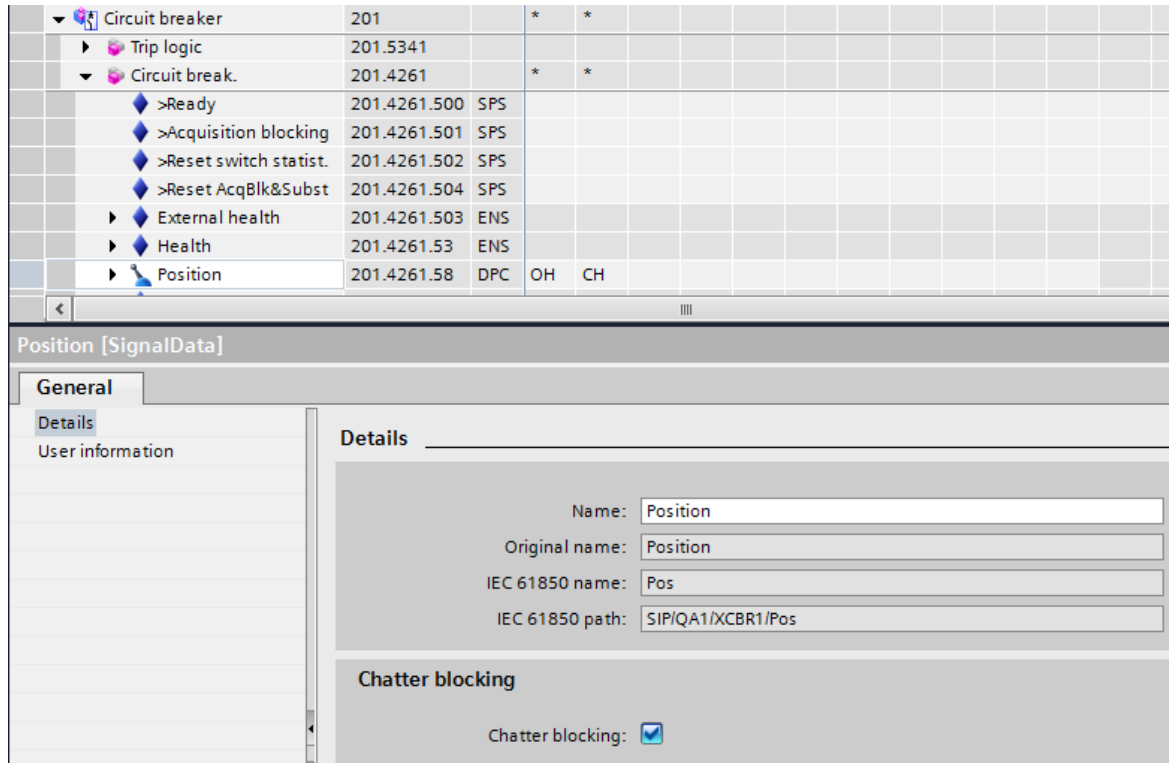 Circuit breaker 201 * *
Trip logic 201.5341
Circuit break. 201.4261 * *
>Ready 201.4261.500 SPS
>Acquisition blocking 201.4261.501 SPS
>Reset switch statist. 201.4261.502 SPS
>Reset AcqBlk&Subst 201.4261.504 SPS
External health 201.4261.503 ENS
Health 201.4261.53 ENS
Position 201.4261.58 DPC OH CH
Position [SignalData]
General
Details
User information
Details
Name: Position
Original name: Position
IEC 61850 name: Pos
IEC 61850 path: SIP/QA1/XCBR1/Pos
Chatter blocking
Chatter blocking: